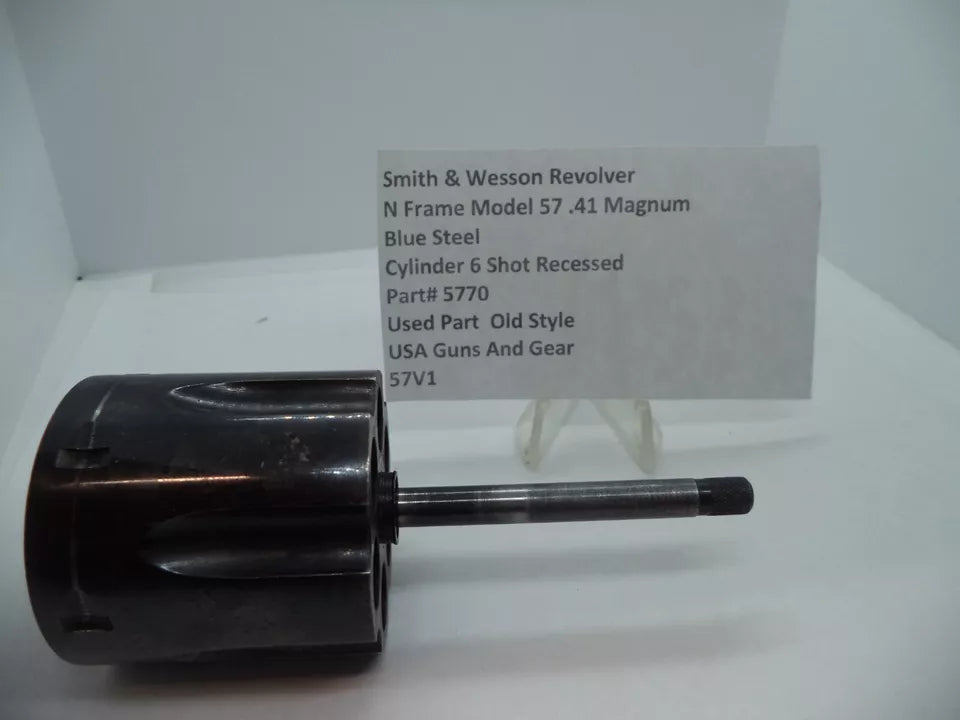 Smith & Wesson Revolver
N Frame Model 57 .41 Magnum
Blue Steel
Cylinder 6 Shot Recessed
Part# 5770
Used Part  Old Style
USA Guns And Gear
57V1